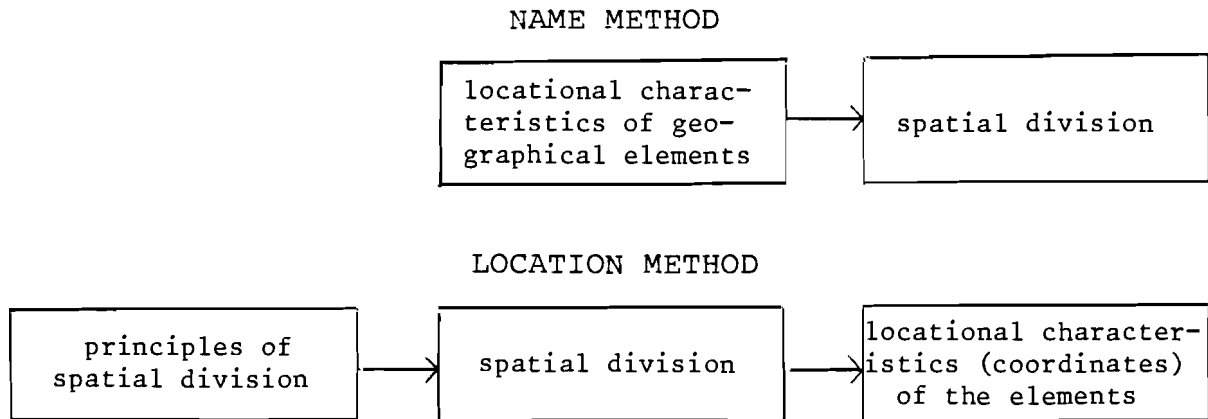 NAME METHOD
locational charac-
teristics of geo-
graphical elements
spatial division
LOCATION METHOD
principles of
spatial division
spatial division
locational character-
istics (coordinates)
of the elements